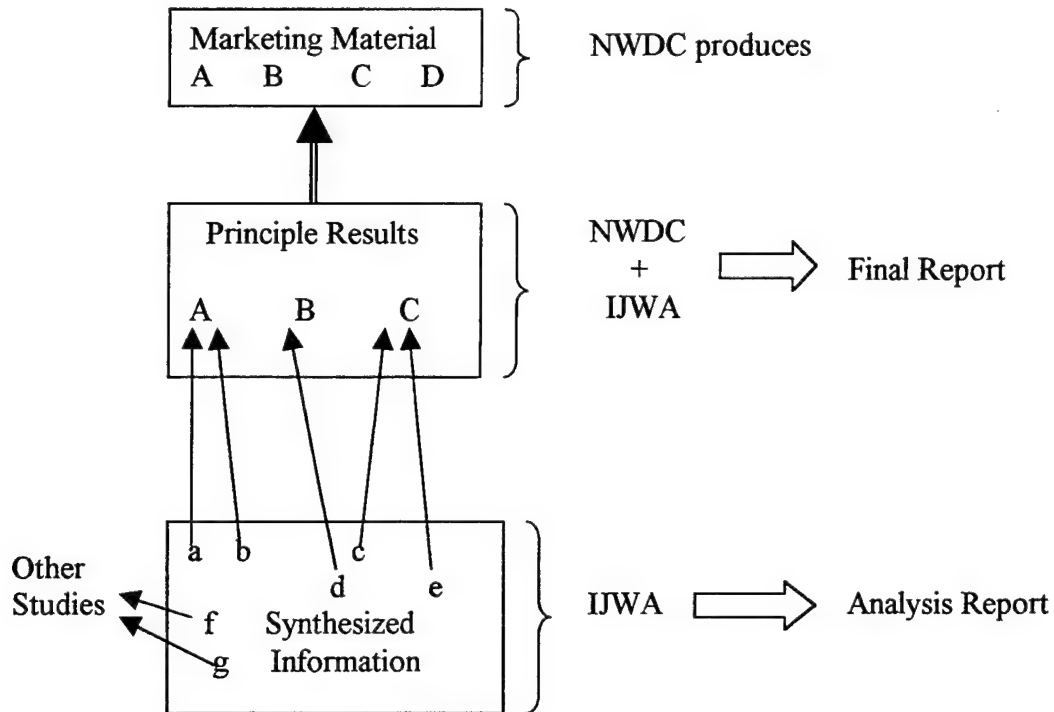 Marketing Material
A B C D
NWDC produces
Principle Results
A B C
NWDC
+
IJWA
Final Report
a b c
d e
Other
Studies
f Synthesized
g Information
IJWA
Analysis Report